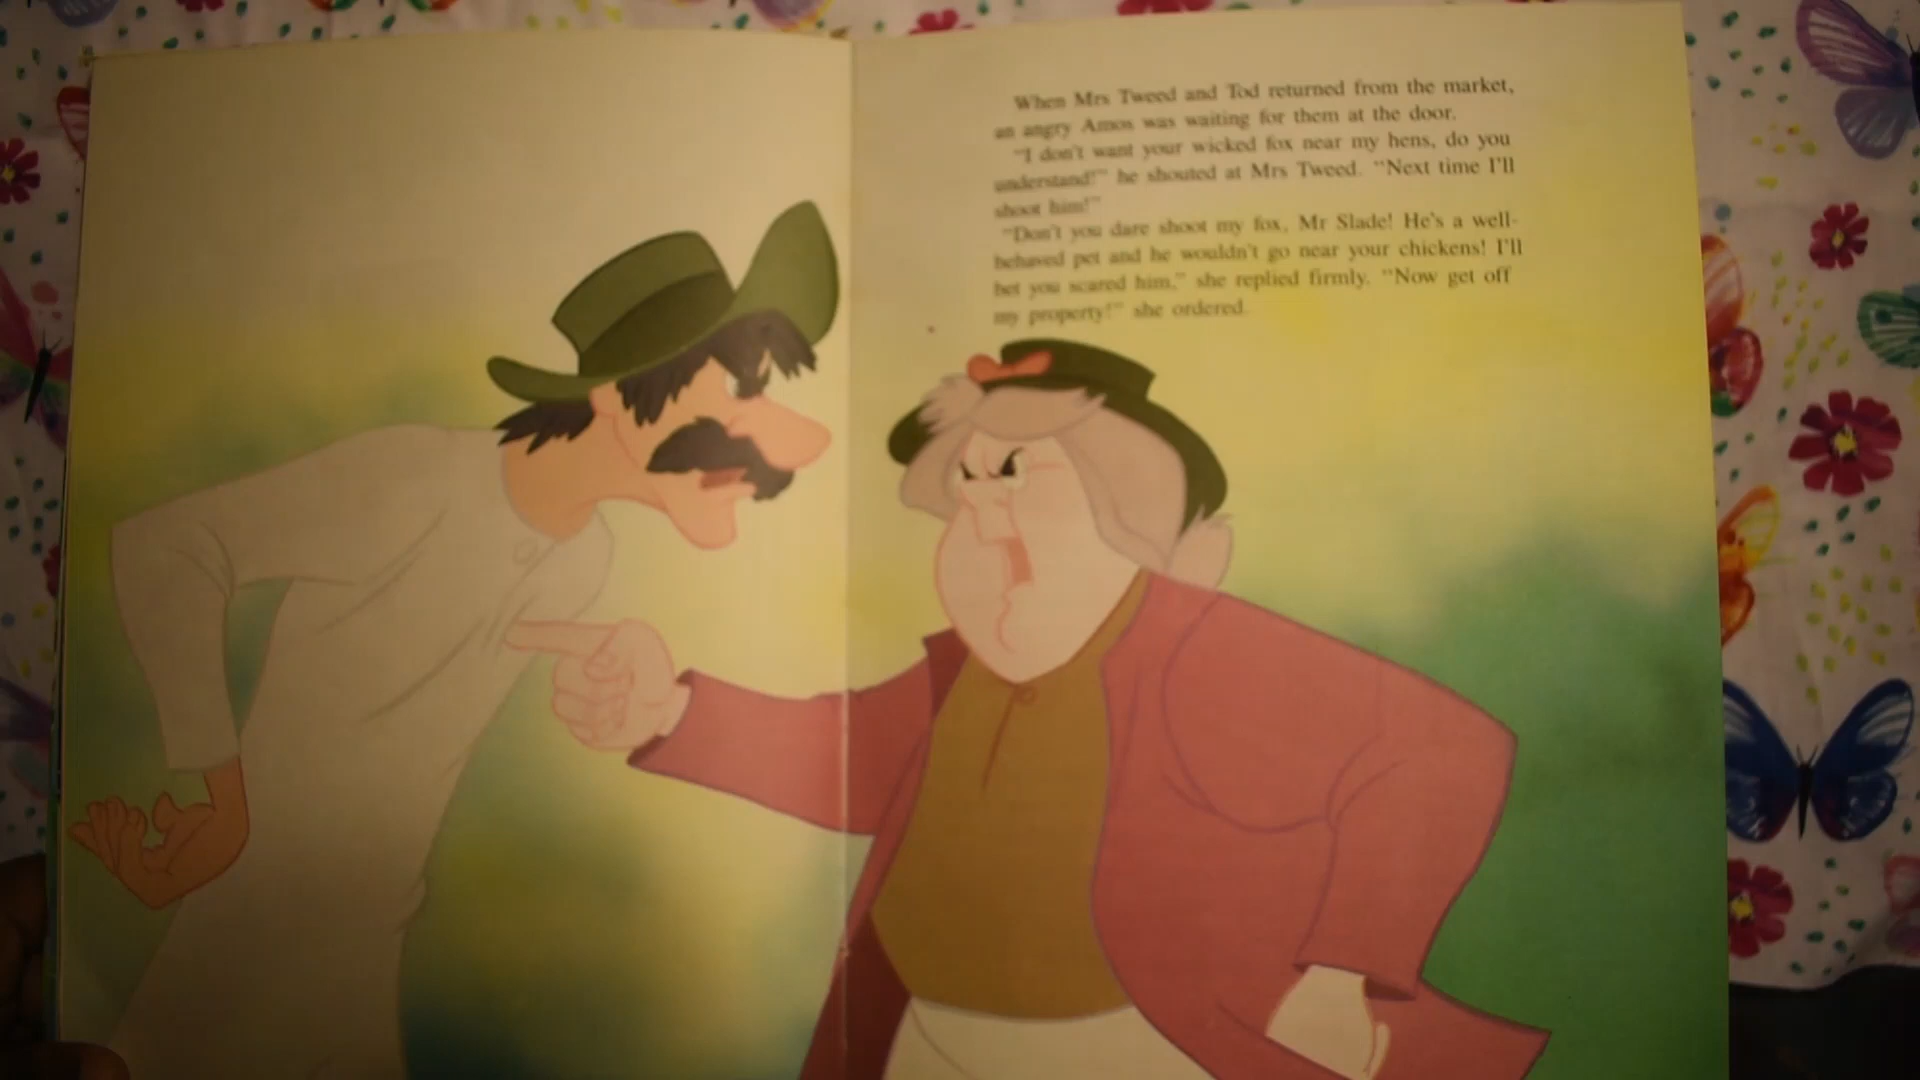 When Mrs Tweed and Tod returned from the market,
an angry Amos was waiting for them at the door.
"I don't want your wicked fox near my hens, do you
understand!" he shouted at Mrs Tweed. "Next time I'll
shoot him!"
"Don't you dare shoot my fox, Mr Slade! He's a well-
behaved pet and he wouldn't go near your chickens! I'll
bet you scared him," she replied firmly. "Now get off
my property!" she ordered.